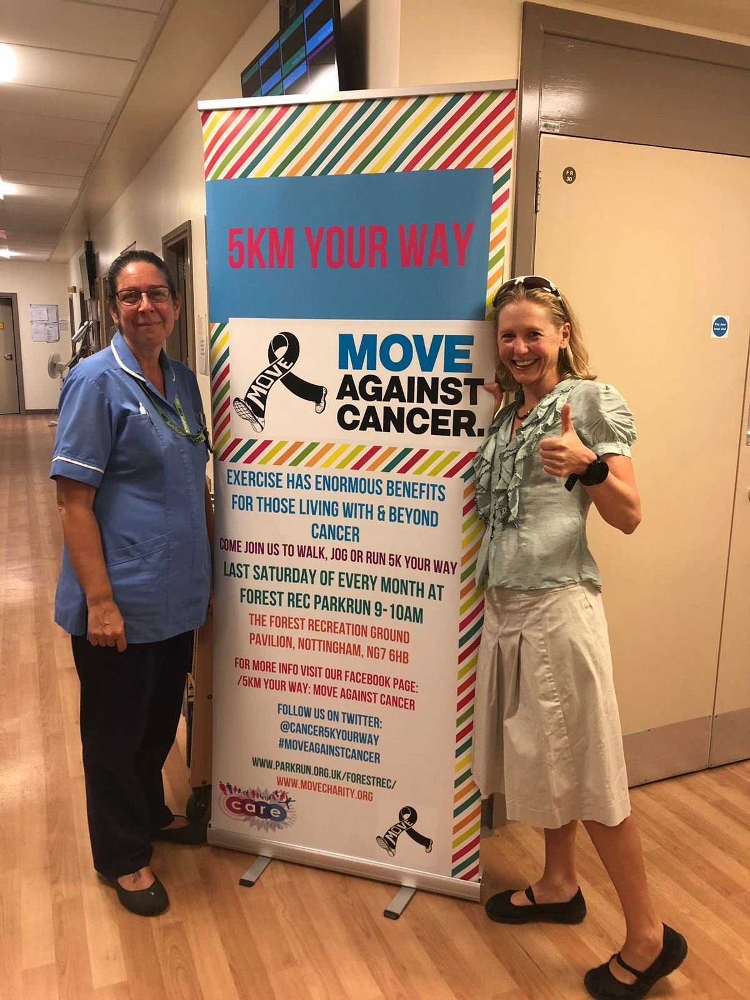 5KM YOUR WAY
MOVE
MOVE
AGAINST
CANCER.
EXERCISE HAS ENORMOUS BENEFITS
FOR THOSE LIVING WITH & BEYOND
CANCER
COME JOIN US TO WALK, JOG OR RUN 5K YOUR WAY
LAST SATURDAY OF EVERY MONTH AT
FOREST REC PARKRUN 9-10AM
THE FOREST RECREATION GROUND
PAVILION, NOTTINGHAM, NG7 6HB
FOR MORE INFO VISIT OUR FACEBOOK PAGE:
/5KM YOUR WAY: MOVE AGAINST CANCER
FOLLOW US ON TWITTER:
@CANCER5KYOURWAY
#MOVEAGAINSTCANCER
WWW.PARKRUN.ORG.UK/FORESTREC/
WWW.MOVECHARITY.ORG
care
MOVE
FR
30
Fire door
keep shut